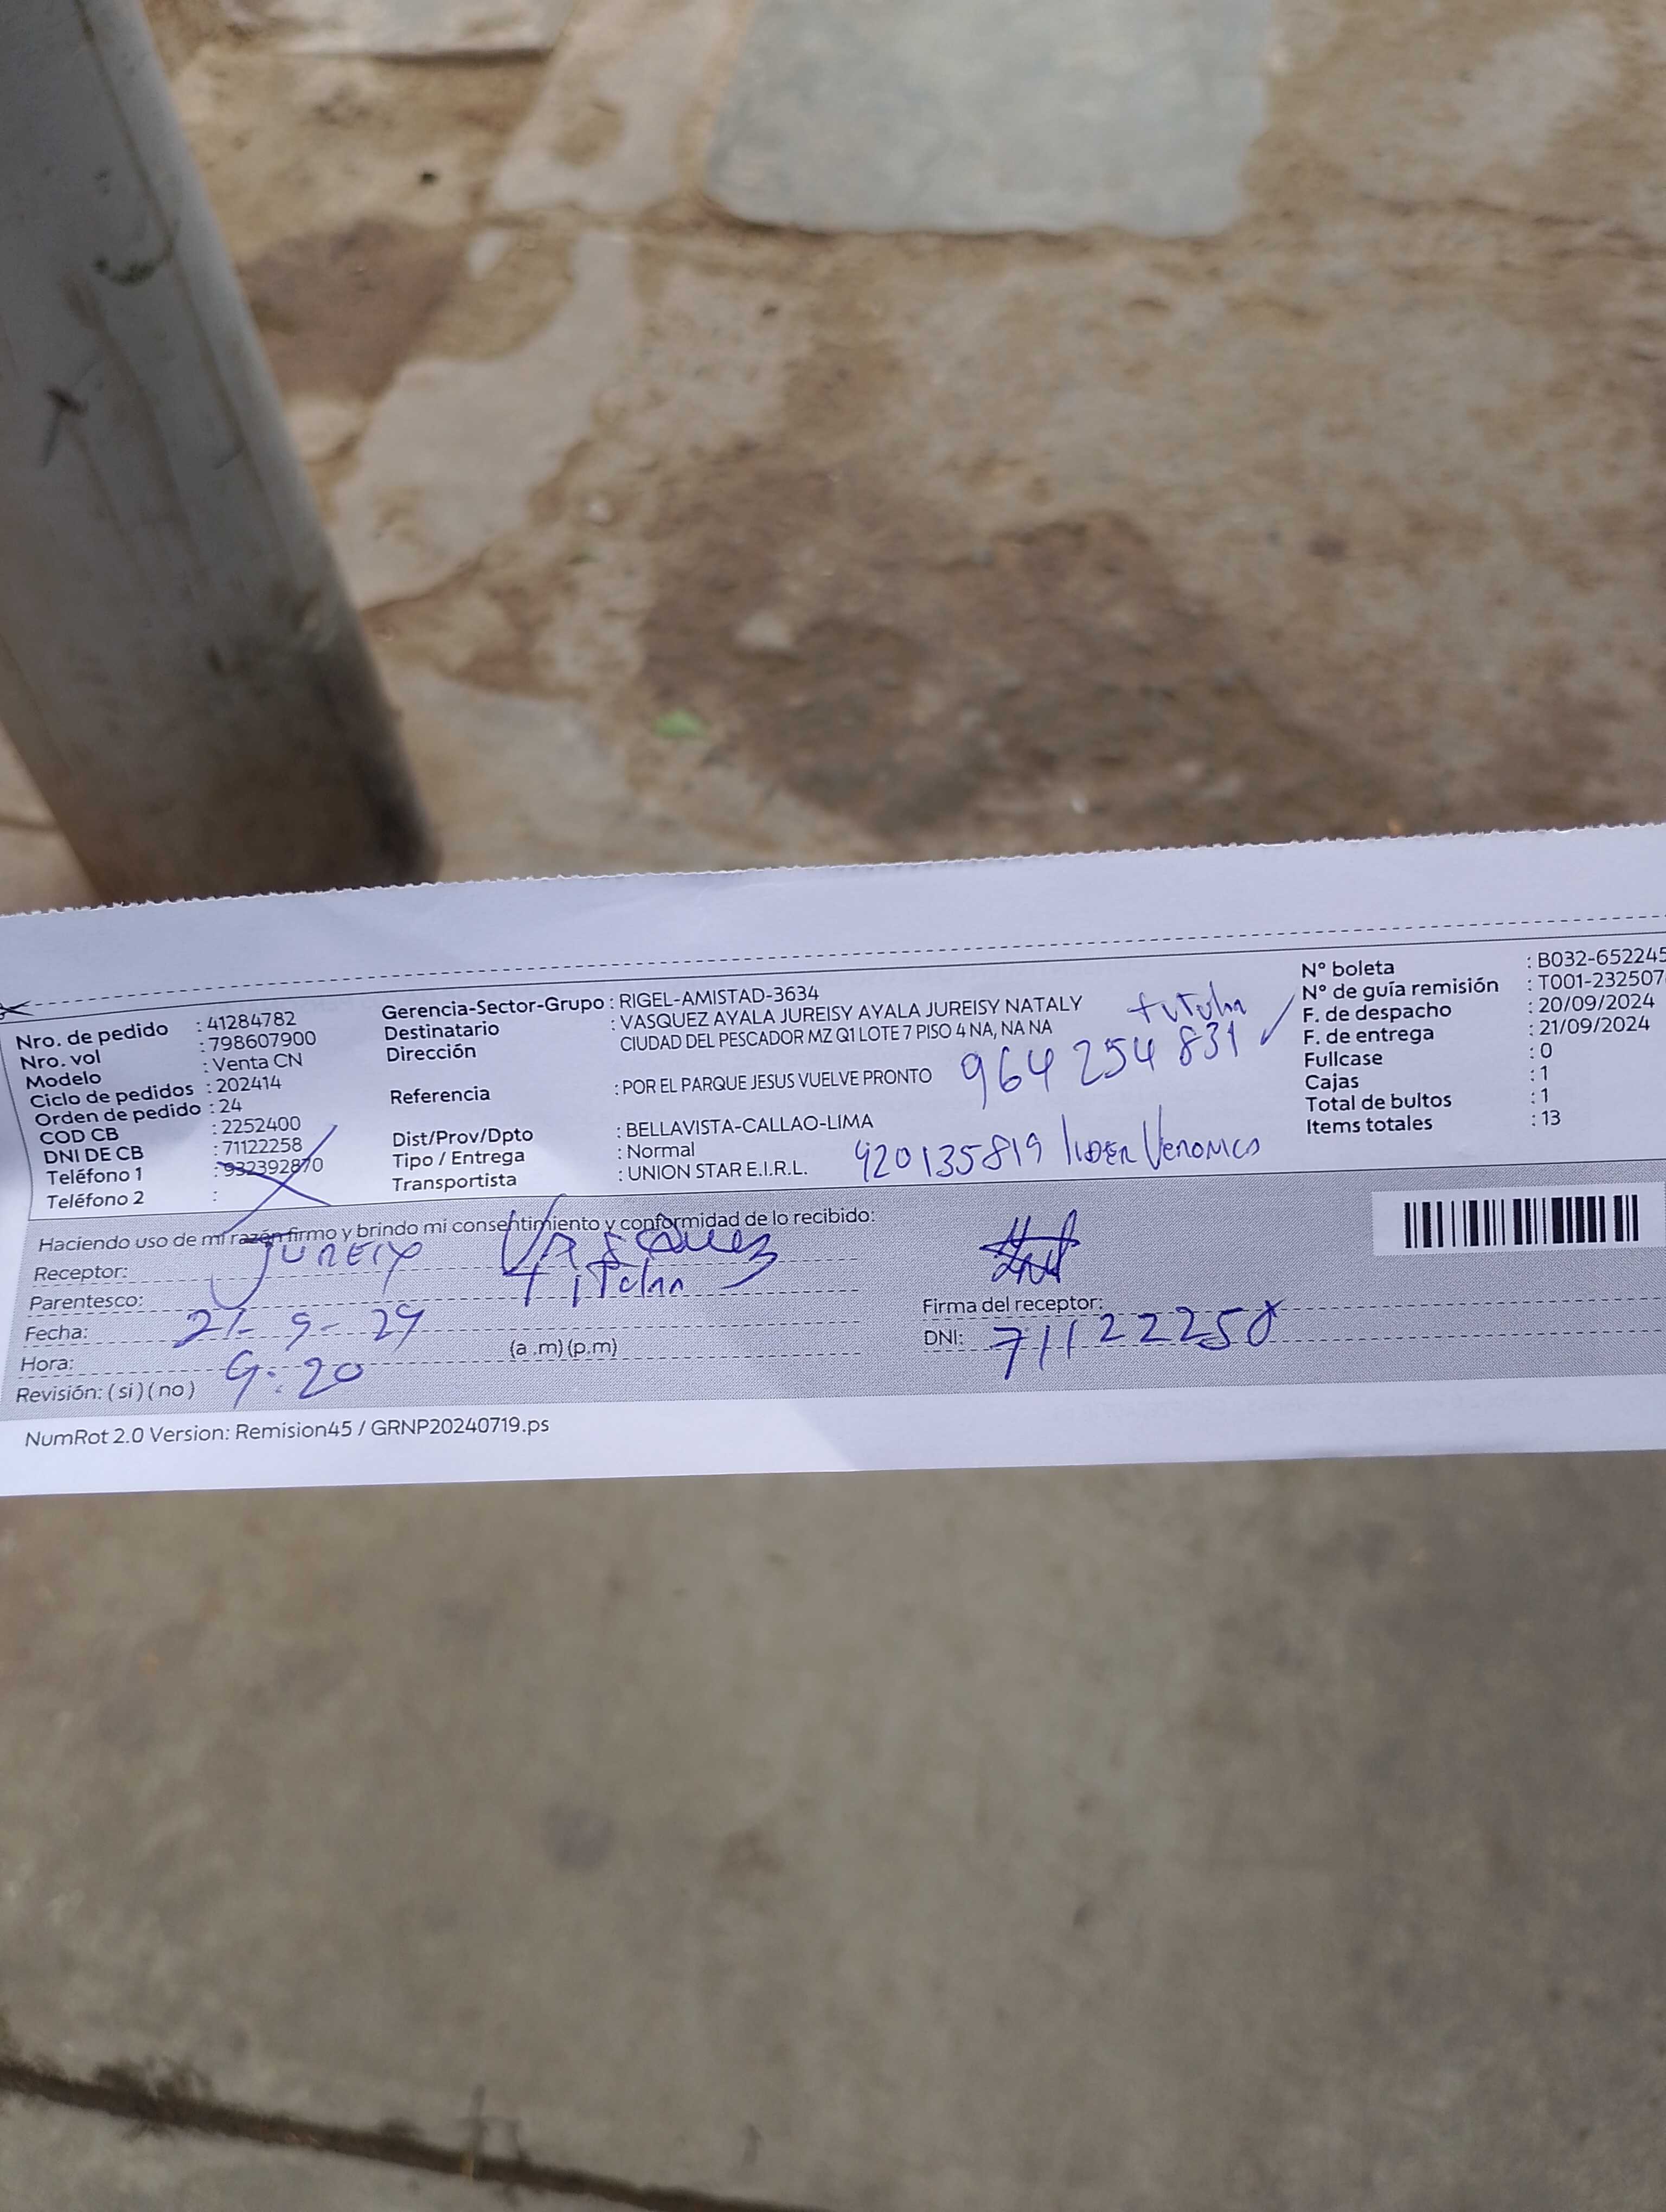 Nro. de pedido : 41284782
Nro. vol : 798607900
Modelo : Venta CN
Ciclo de pedidos : 202414
Orden de pedido : 24
COD CB : 2252400
DNI DE CB : 71122258
Teléfono 1 : 932392870
Teléfono 2 :
Gerencia-Sector-Grupo : RIGEL-AMISTAD-3634
Destinatario : VASQUEZ AYALA JUREISY AYALA JUREISY NATALY
Dirección CIUDAD DEL PESCADOR MZ Q1 LOTE 7 PISO 4 NA, NA NA
964 254 831
Referencia : POR EL PARQUE JESUS VUELVE PRONTO
Dist/Prov/Dpto : BELLAVISTA-CALLAO-LIMA
Tipo / Entrega : Normal
Transportista : UNION STAR E.I.R.L.
920135819 liDER Veronica
N° boleta : B032-652245
N° de guía remisión : T001-232507
F. de despacho : 20/09/2024
F. de entrega : 21/09/2024
Fullcase : 0
Cajas : 1
Total de bultos : 1
Items totales : 13
Haciendo uso de mi razón firmo y brindo mi consentimiento y conformidad de lo recibido:
Receptor: Vasquez
Parentesco:
Fecha: 21-9-24
Hora: 9:20 (a .m) (p.m)
Revisión: ( si ) ( no )
Firma del receptor:
DNI: 71122258
NumRot 2.0 Version: Remision45 / GRNP20240719.ps